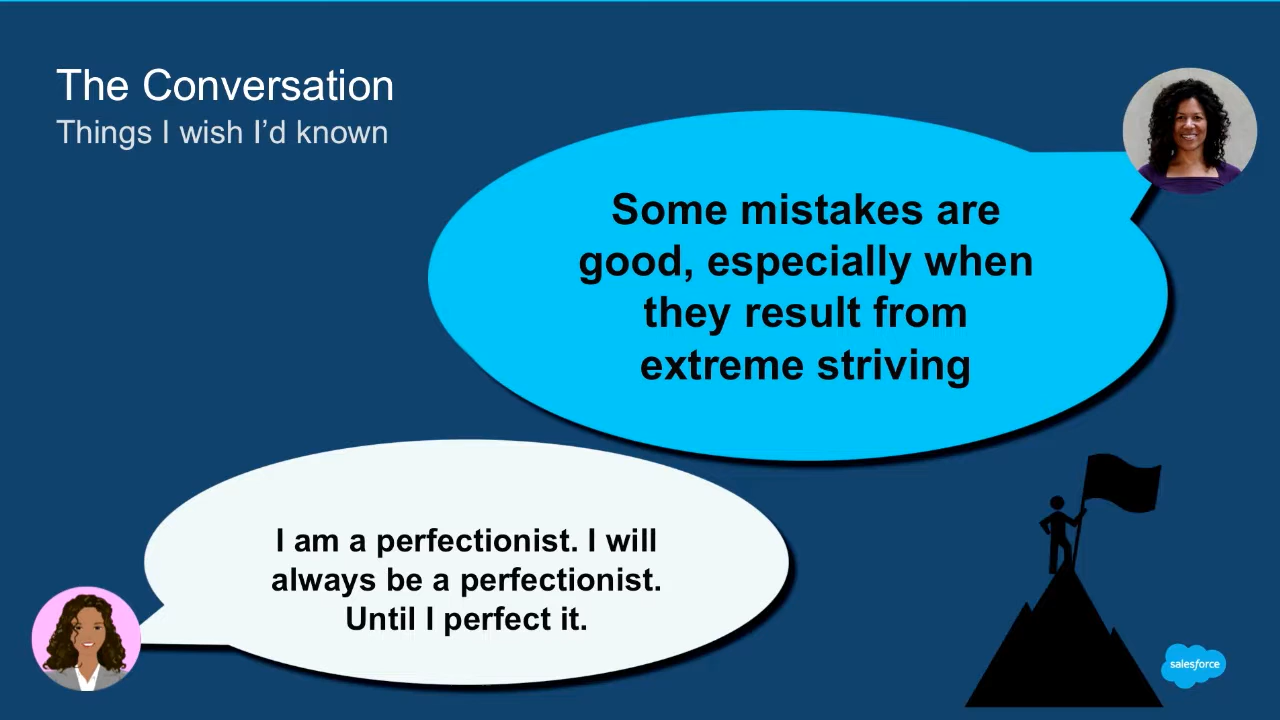 The Conversation
Things I wish I’d known
Some mistakes are
good, especially when
they result from
extreme striving
I am a perfectionist. I will
always be a perfectionist.
Until I perfect it.
salesforce